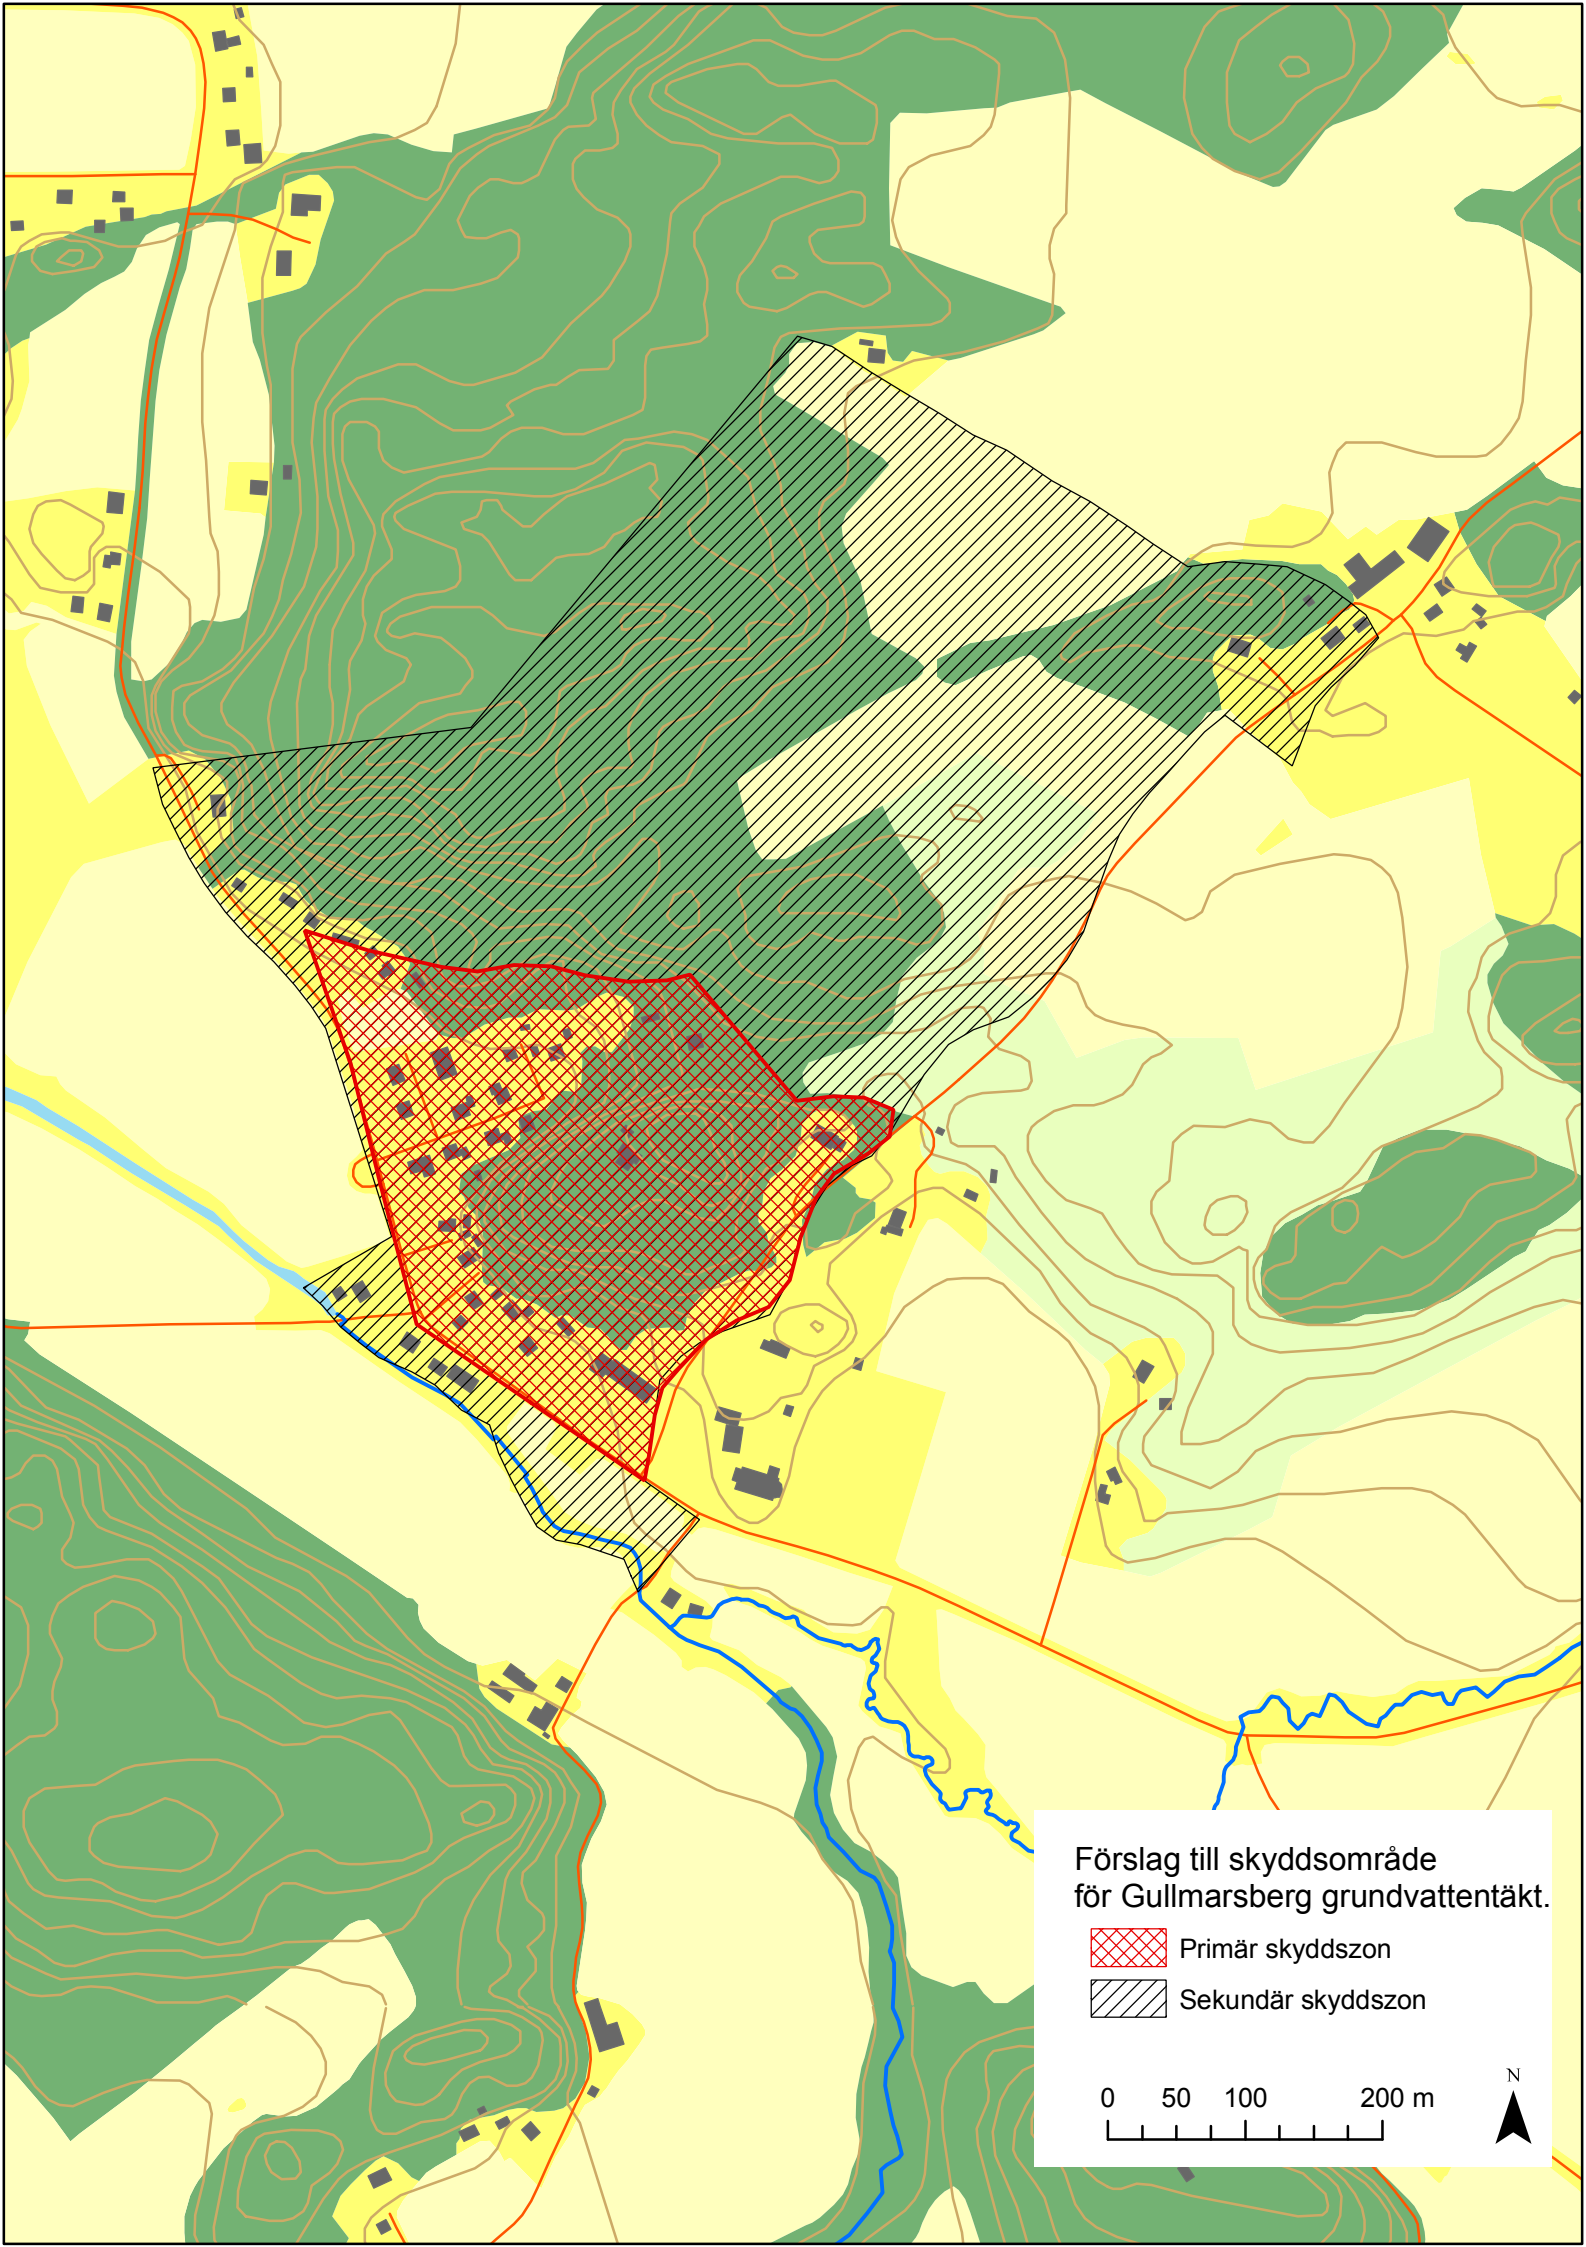 Förslag till skyddsområde
för Gullmarsberg grundvattentäkt.
Primär skyddszon
Sekundär skyddszon
N
0 50 100 200 m